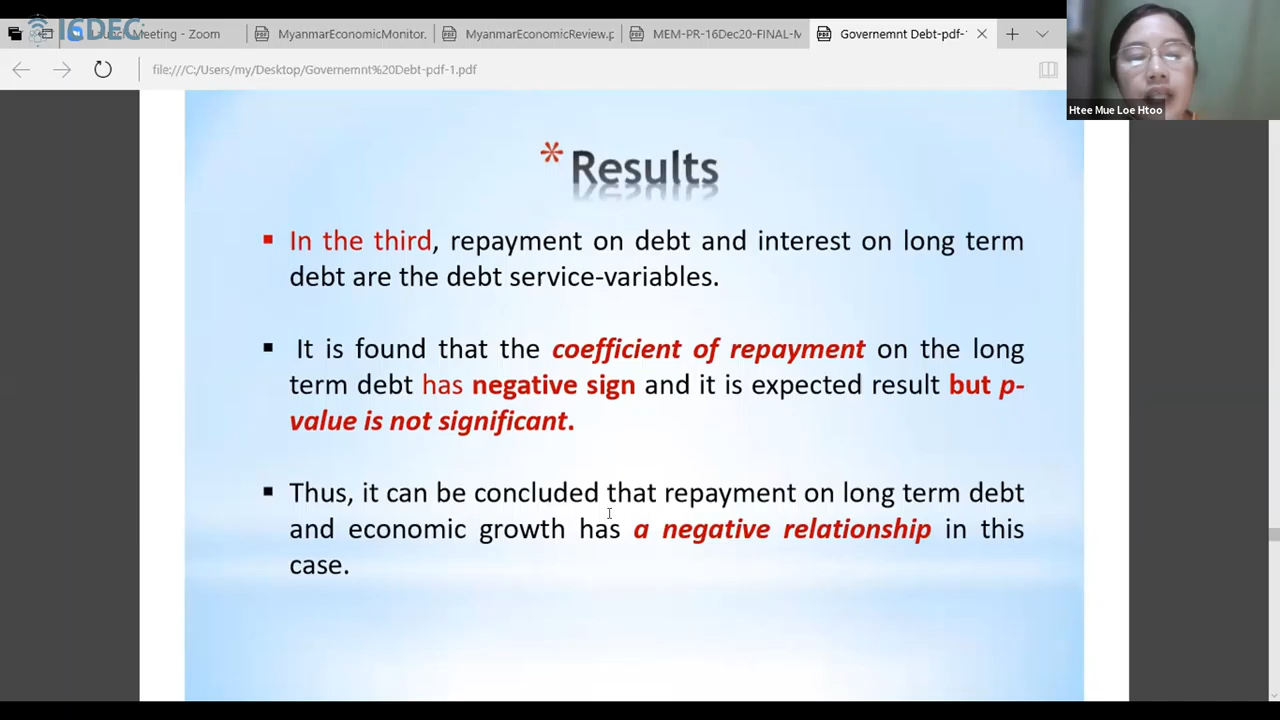 16DEC
Meeting - Zoom
MyanmarEconomicMonitor.
MyanmarEconomicReview.p
MEM-PR-16Dec20-FINAL-M
Governemnt Debt-pdf-
file:///C:/Users/my/Desktop/Governemnt%20Debt-pdf-1.pdf
Htee Mue Loe Htoo
* Results
▪ In the third, repayment on debt and interest on long term
debt are the debt service-variables.
▪ It is found that the coefficient of repayment on the long
term debt has negative sign and it is expected result but p-
value is not significant.
▪ Thus, it can be concluded that repayment on long term debt
and economic growth has a negative relationship in this
case.